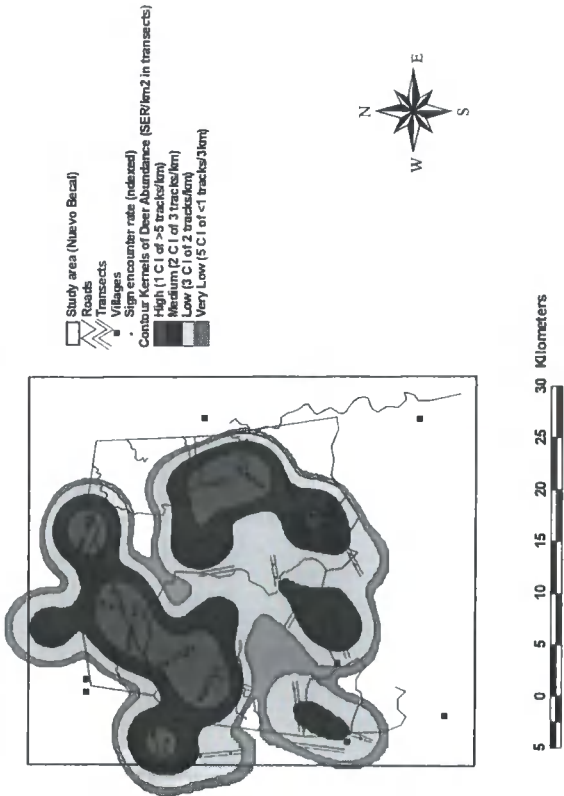 Study area (Nuevo Becal)
Roads
Transects
Villages
Sign encounter rate (indexed)
Contour Kernels of Deer Abundance (SER/km2 in transects)
High (1 C I of >5 tracks/km)
Medium (2 C I of 3 tracks/km)
Low (3 C I of 2 tracks/km)
Very Low (5 C I of <1 tracks/3km)
N
W
E
S
5 0 5 10 15 20 25 30 Kilometers